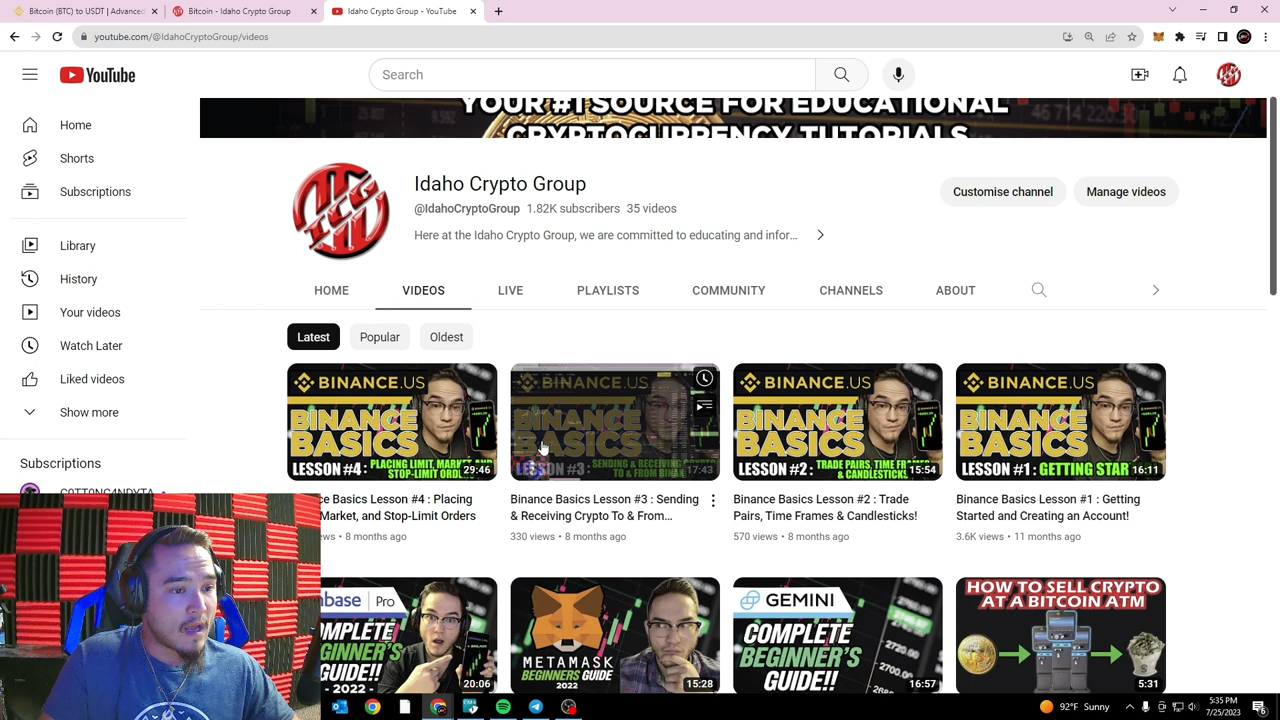 Bitcoin (BTC) to USDT | Advanced
Bitcoin - Idaho Crypto Group
Idaho Crypto Group - YouTube
youtube.com/@IdahoCryptoGroup/videos
YouTube
Search
YOUR #1 SOURCE FOR EDUCATIONAL
CRYPTOCURRENCY TUTORIALS
Home
Shorts
Subscriptions
Library
History
Your videos
Watch Later
Liked videos
Show more
Subscriptions
Idaho Crypto Group
@IdahoCryptoGroup 1.82K subscribers 35 videos
Here at the Idaho Crypto Group, we are committed to educating and infor...
Customise channel
Manage videos
HOME
VIDEOS
LIVE
PLAYLISTS
COMMUNITY
CHANNELS
ABOUT
Latest
Popular
Oldest
BINANCE.US
BINANCE
BASICS
LESSON #4 : PLACING LIMIT, MARKET AND
STOP-LIMIT ORDERS
29:46
BINANCE.US
BINANCE
BASICS
LESSON #3 : SENDING & RECEIVING CRYPTO
TO & FROM BINANCE
17:43
BINANCE.US
BINANCE
BASICS
LESSON #2 : TRADE PAIRS, TIME FRAMES
& CANDLESTICKS!
15:54
BINANCE.US
BINANCE
BASICS
LESSON #1 : GETTING STAR
16:11
e Basics Lesson #4 : Placing
Market, and Stop-Limit Orders
views • 8 months ago
Binance Basics Lesson #3 : Sending
& Receiving Crypto To & From...
330 views • 8 months ago
Binance Basics Lesson #2 : Trade
Pairs, Time Frames & Candlesticks!
570 views • 8 months ago
Binance Basics Lesson #1 : Getting
Started and Creating an Account!
3.6K views • 11 months ago
base Pro
MPLETE
GINNER'S
GUIDE!!
- 2022 -
20:06
METAMASK
BEGINNERS GUIDE
2022
15:28
GEMINI
COMPLETE
BEGINNER'S
GUIDE!!
16:57
HOW TO SELL CRYPTO
AT A BITCOIN ATM
5:31
92°F Sunny
5:35 PM
7/25/2023